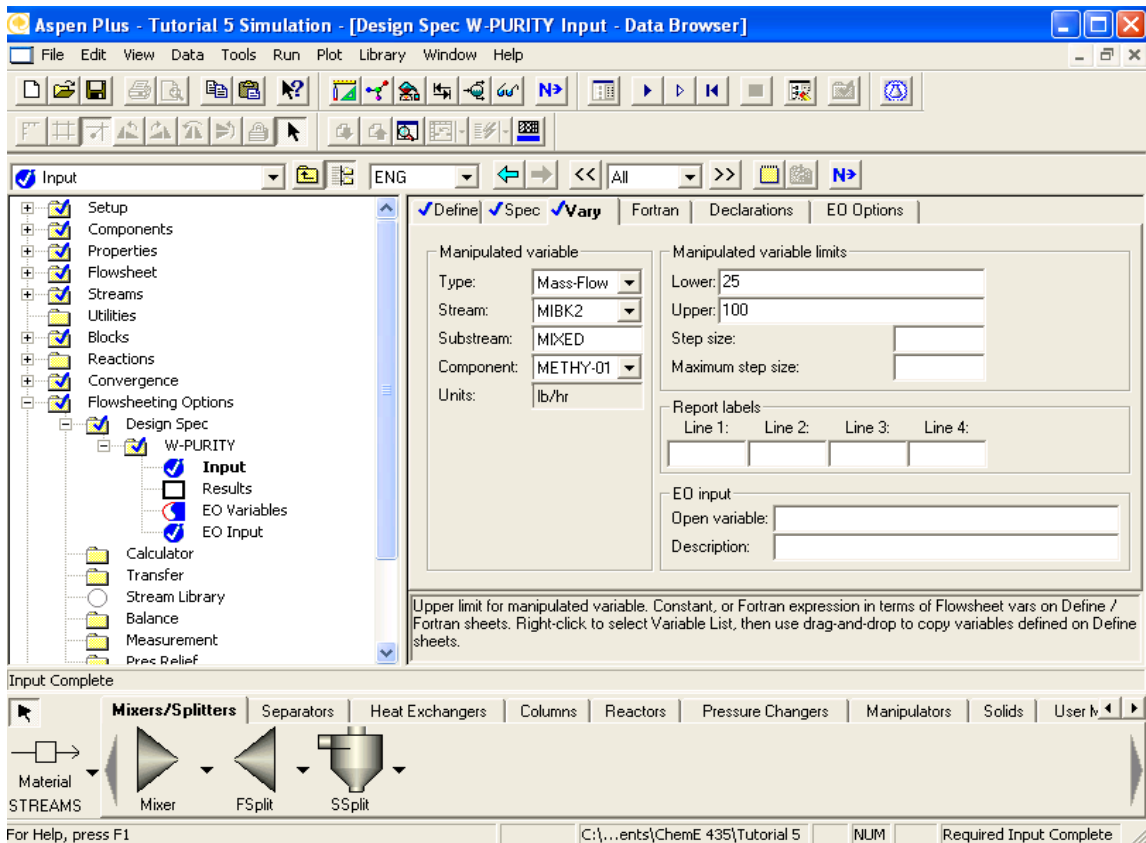 Aspen Plus - Tutorial 5 Simulation - [Design Spec W-PURITY Input - Data Browser]
File Edit View Data Tools Run Plot Library Window Help
N>
Input ENG << All >> N>
Setup
Components
Properties
Flowsheet
Streams
Utilities
Blocks
Reactions
Convergence
Flowsheeting Options
Design Spec
W-PURITY
Input
Results
EO Variables
EO Input
Calculator
Transfer
Stream Library
Balance
Measurement
Pres Relief
Define Spec Vary Fortran Declarations EO Options
Manipulated variable
Type: Mass-Flow
Stream: MIBK2
Substream: MIXED
Component: METHY-01
Units: lb/hr
Manipulated variable limits
Lower: 25
Upper: 100
Step size:
Maximum step size:
Report labels
Line 1: Line 2: Line 3: Line 4:
EO input
Open variable:
Description:
Upper limit for manipulated variable. Constant, or Fortran expression in terms of Flowsheet vars on Define /
Fortran sheets. Right-click to select Variable List, then use drag-and-drop to copy variables defined on Define
sheets.
Input Complete
Mixers/Splitters Separators Heat Exchangers Columns Reactors Pressure Changers Manipulators Solids User
Material
STREAMS Mixer FSplit SSplit
For Help, press F1 C:\...ents\ChemE 435\Tutorial 5 NUM Required Input Complete